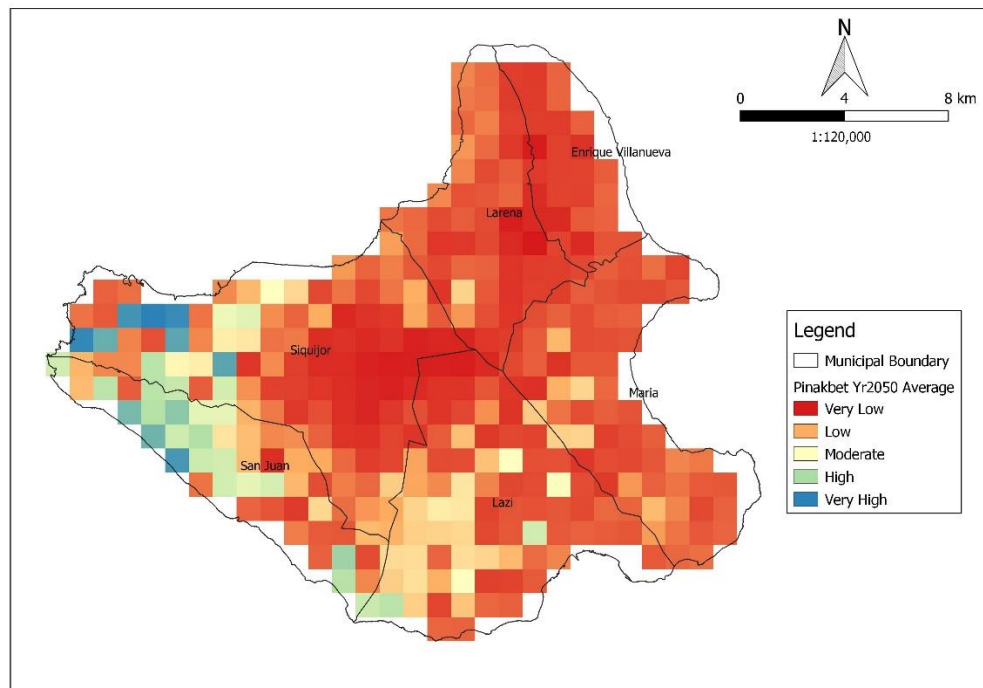 N
0 4 8 km
1:120,000
Enrique Villanueva
Larena
Siquijor
Maria
San Juan
Lazi
Legend
Municipal Boundary
Pinakbet Yr2050 Average
Very Low
Low
Moderate
High
Very High